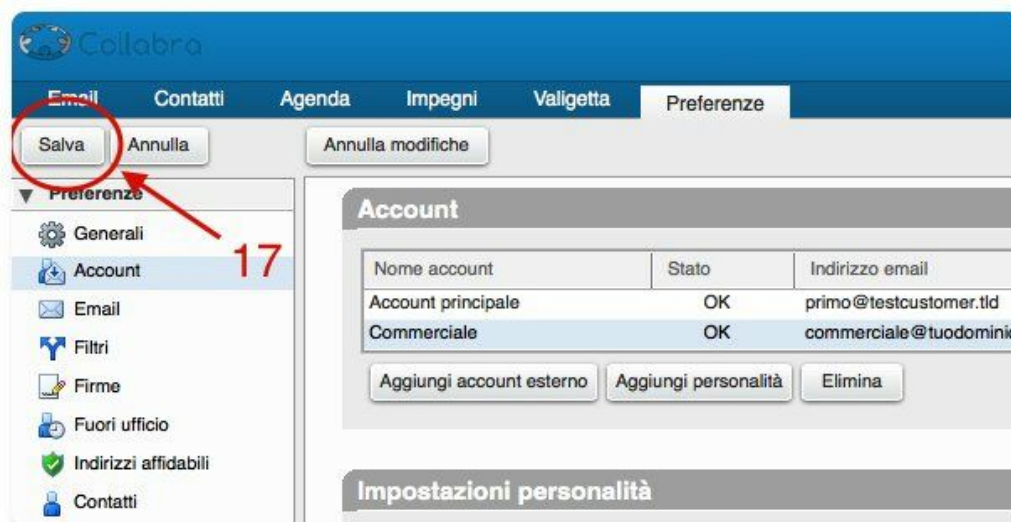 Collabra
Email Contatti Agenda Impegni Valigetta Preferenze
Salva Annulla Annulla modifiche
Preferenze
Generali
Account
Email
Filtri
Firme
Fuori ufficio
Indirizzi affidabili
Contatti
17
Account
Nome account Stato Indirizzo email
Account principale OK primo@testcustomer.tld
Commerciale OK commerciale@tuodominic
Aggiungi account esterno Aggiungi personalità Elimina
Impostazioni personalità